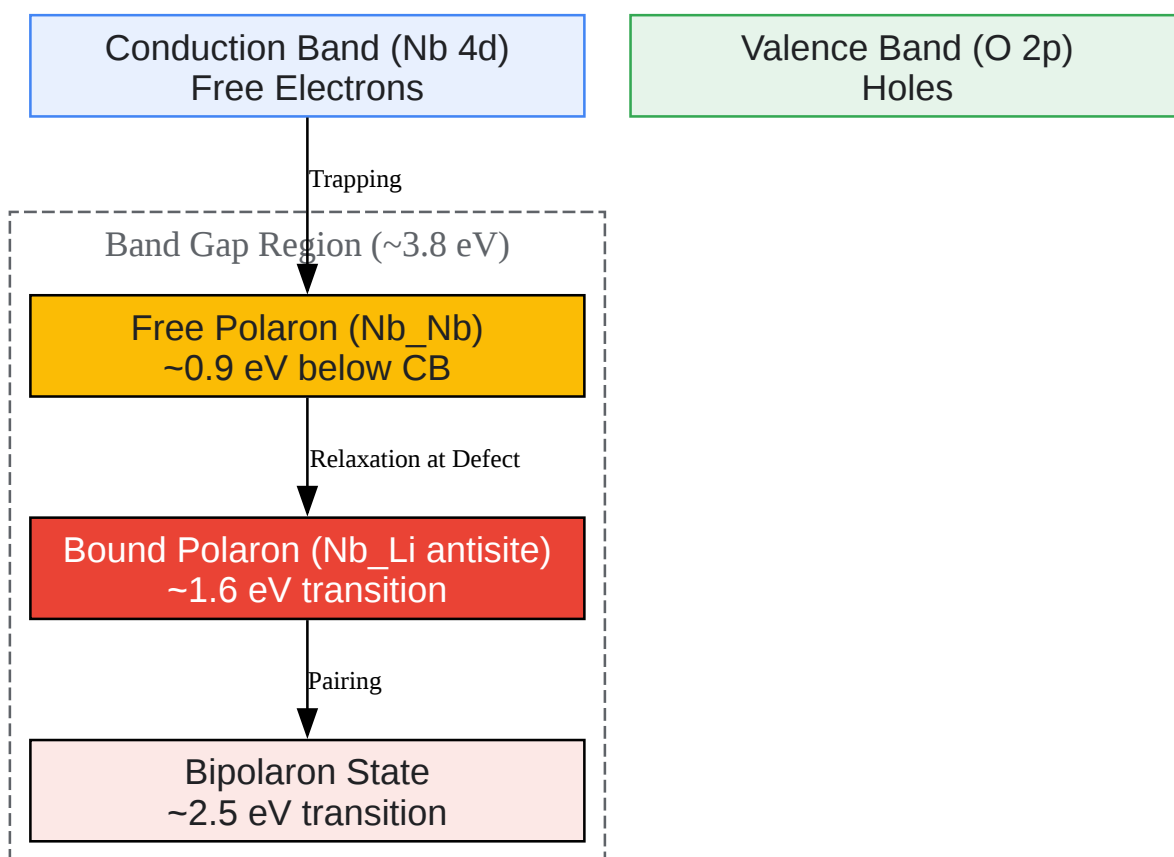 Conduction Band (Nb 4d)
Free Electrons
Valence Band (O 2p)
Holes
Trapping
Band Gap Region (~3.8 eV)
Free Polaron (Nb_Nb)
~0.9 eV below CB
Relaxation at Defect
Bound Polaron (Nb_Li antisite)
~1.6 eV transition
Pairing
Bipolaron State
~2.5 eV transition